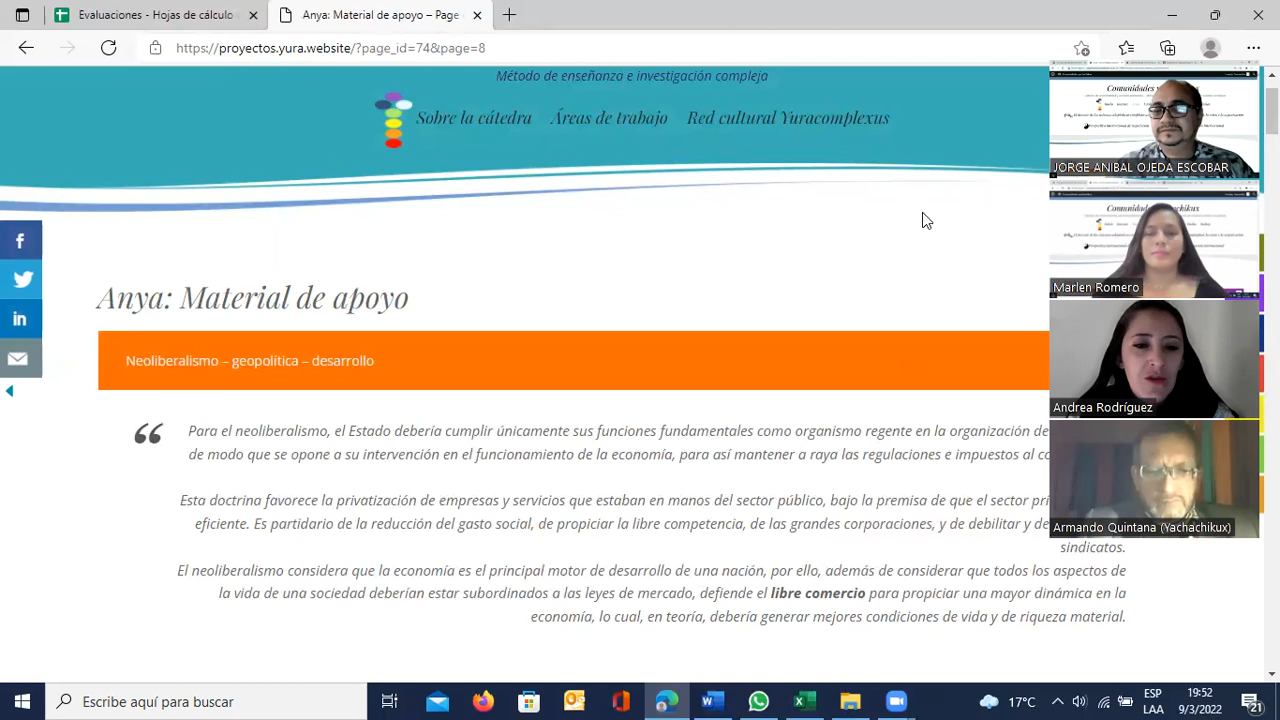 Evaluaciones - Hojas de cálculo
Anya: Material de apoyo – Page
https://proyectos.yura.website/?page_id=74&page=8
e tu cátedra
Áreas de trabajo
cultural Yuracomplexus
Comunidades
JORGE ANIBAL OJEDA ESCOBAR
Comunidades
Marlen Romero
Andrea Rodríguez
Armando Quintana (Yachachikux)
Anya: Material de apoyo
Neoliberalismo – geopolítica – desarrollo
“ Para el neoliberalismo, el Estado debería cumplir únicamente sus funciones fundamentales como organismo regente en la organización de
de modo que se opone a su intervención en el funcionamiento de la economía, para así mantener a raya las regulaciones e impuestos al co
Esta doctrina favorece la privatización de empresas y servicios que estaban en manos del sector público, bajo la premisa de que el sector pri
eficiente. Es partidario de la reducción del gasto social, de propiciar la libre competencia, de las grandes corporaciones, y de debilitar y de
sindicatos.
El neoliberalismo considera que la economía es el principal motor de desarrollo de una nación, por ello, además de considerar que todos los aspectos de
la vida de una sociedad deberían estar subordinados a las leyes de mercado, defiende el libre comercio para propiciar una mayor dinámica en la
economía, lo cual, en teoría, debería generar mejores condiciones de vida y de riqueza material.
Escribe aquí para buscar
17°C
ESP
LAA
19:52
9/3/2022
21